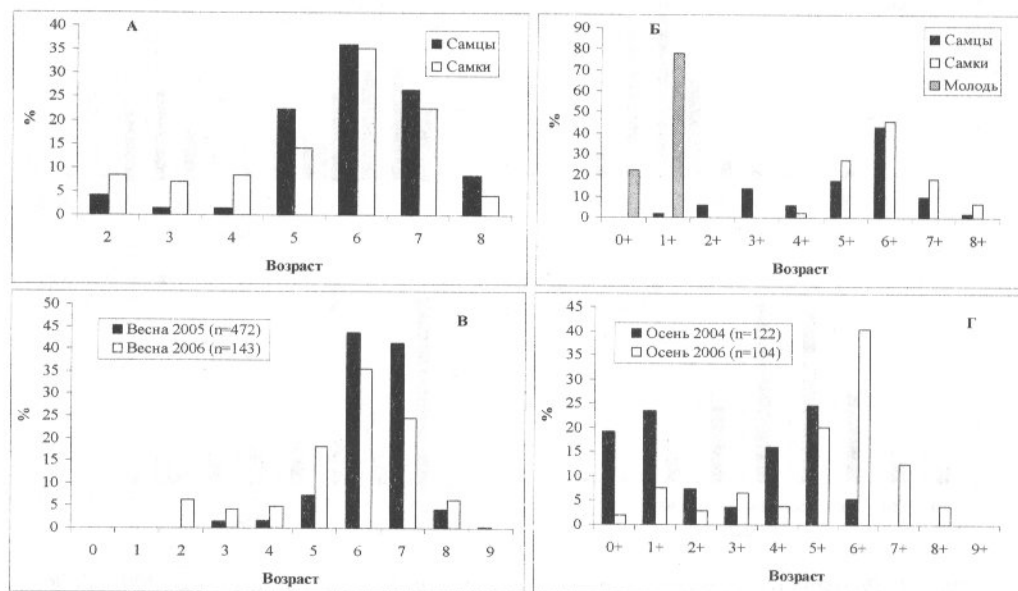 А
40
35
30
25
20
15
10
5
0
%
Самцы
Самки
2 3 4 5 6 7 8
Возраст
Б
90
80
70
60
50
40
30
20
10
0
%
Самцы
Самки
Молодь
0+ 1+ 2+ 3+ 4+ 5+ 6+ 7+ 8+
Возраст
В
50
45
40
35
30
25
20
15
10
5
0
%
Весна 2005 (n=472)
Весна 2006 (n=143)
0 1 2 3 4 5 6 7 8 9
Возраст
Г
45
40
35
30
25
20
15
10
5
0
%
Осень 2004 (n=122)
Осень 2006 (n=104)
0+ 1+ 2+ 3+ 4+ 5+ 6+ 7+ 8+ 9+
Возраст